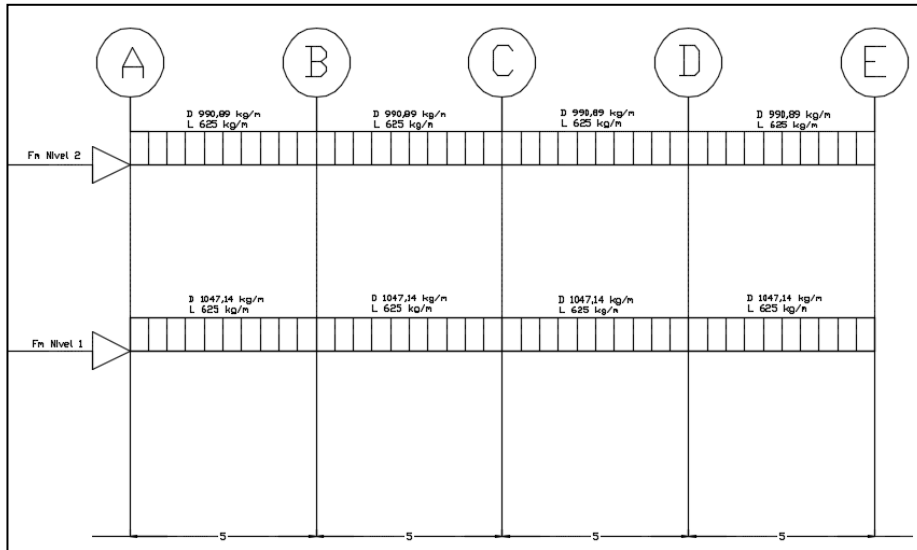 A B C D E
D 990,89 kg/m D 990,89 kg/m D 990,89 kg/m D 990,89 kg/m
L 625 kg/m L 625 kg/m L 625 kg/m L 625 kg/m
Fm Nivel 2
D 1047,14 kg/m D 1047,14 kg/m D 1047,14 kg/m D 1047,14 kg/m
L 625 kg/m L 625 kg/m L 625 kg/m L 625 kg/m
Fm Nivel 1
5 5 5 5